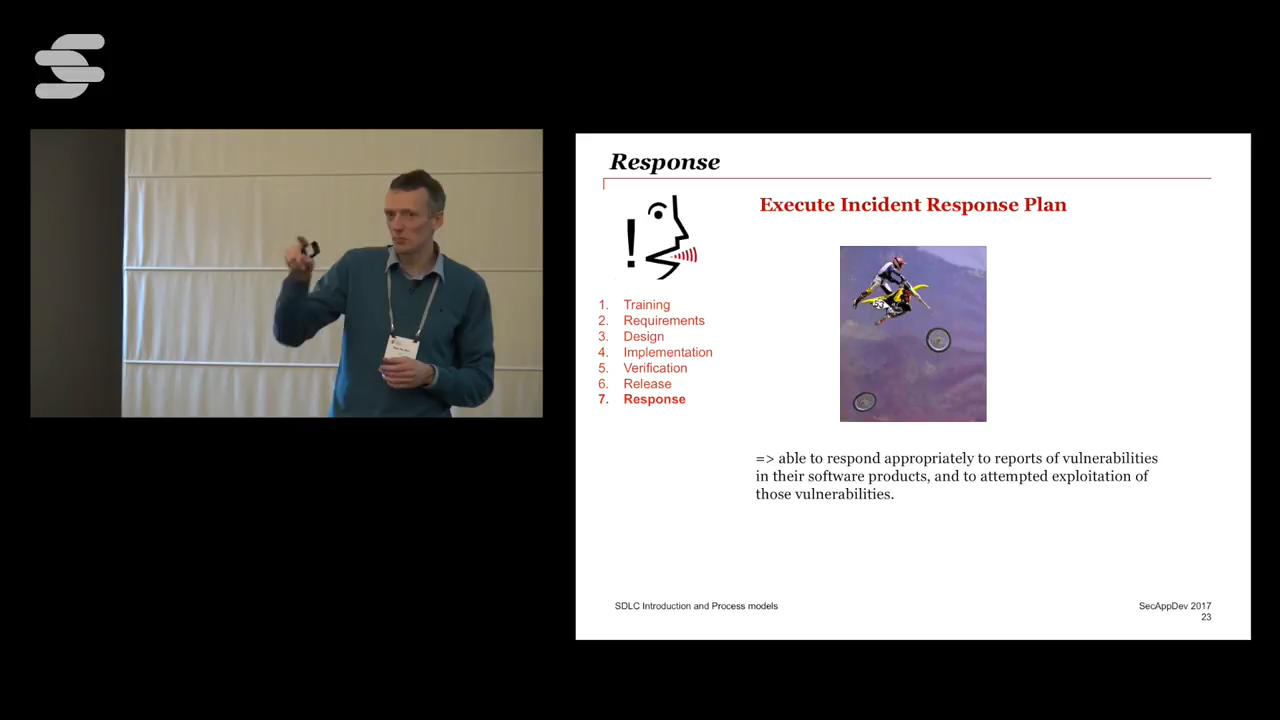 Response
Execute Incident Response Plan
!
1. Training
2. Requirements
3. Design
4. Implementation
5. Verification
6. Release
7. Response
=> able to respond appropriately to reports of vulnerabilities
in their software products, and to attempted exploitation of
those vulnerabilities.
SDLC Introduction and Process models
SecAppDev 2017
23